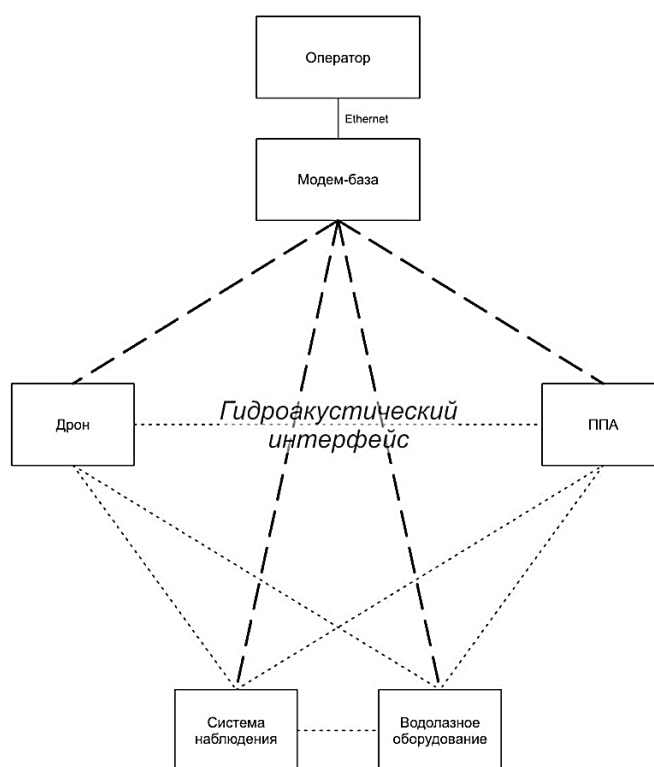 Оператор
Ethernet
Модем-база
Гидроакустический
интерфейс
Дрон
ППА
Система
наблюдения
Водолазное
оборудование